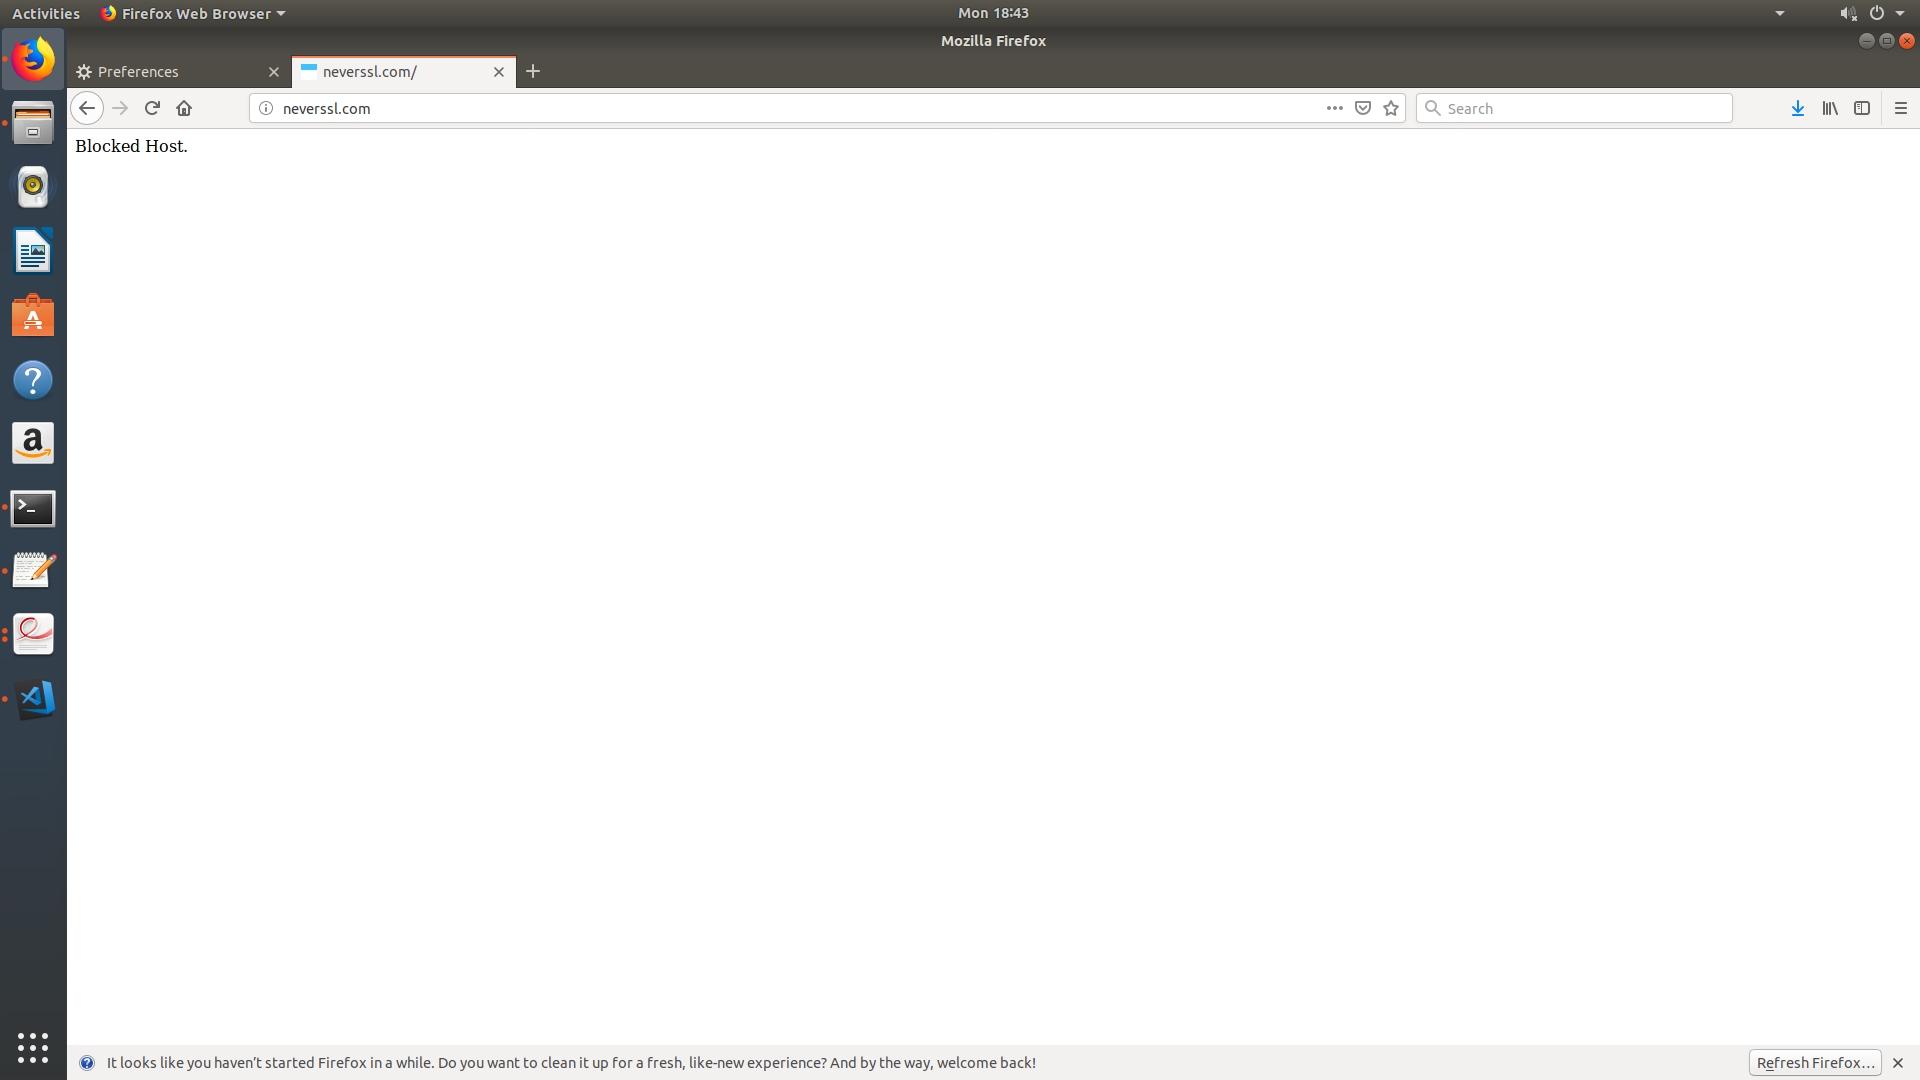 Activities
Firefox Web Browser
Mon 18:43
Mozilla Firefox
Preferences
neverssl.com/
neverssl.com
Search
Blocked Host.
It looks like you haven’t started Firefox in a while. Do you want to clean it up for a fresh, like-new experience? And by the way, welcome back!
Refresh Firefox…